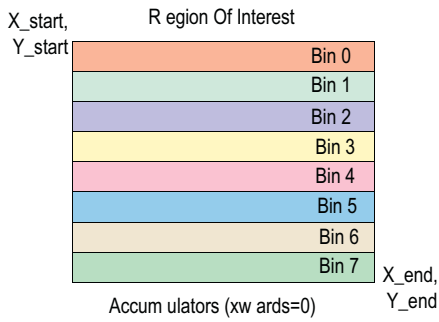 X_start,
Y_start
R egion Of Interest
Bin 0
Bin 1
Bin 2
Bin 3
Bin 4
Bin 5
Bin 6
Bin 7
X_end,
Y_end
Accum ulators (xw ards=0)